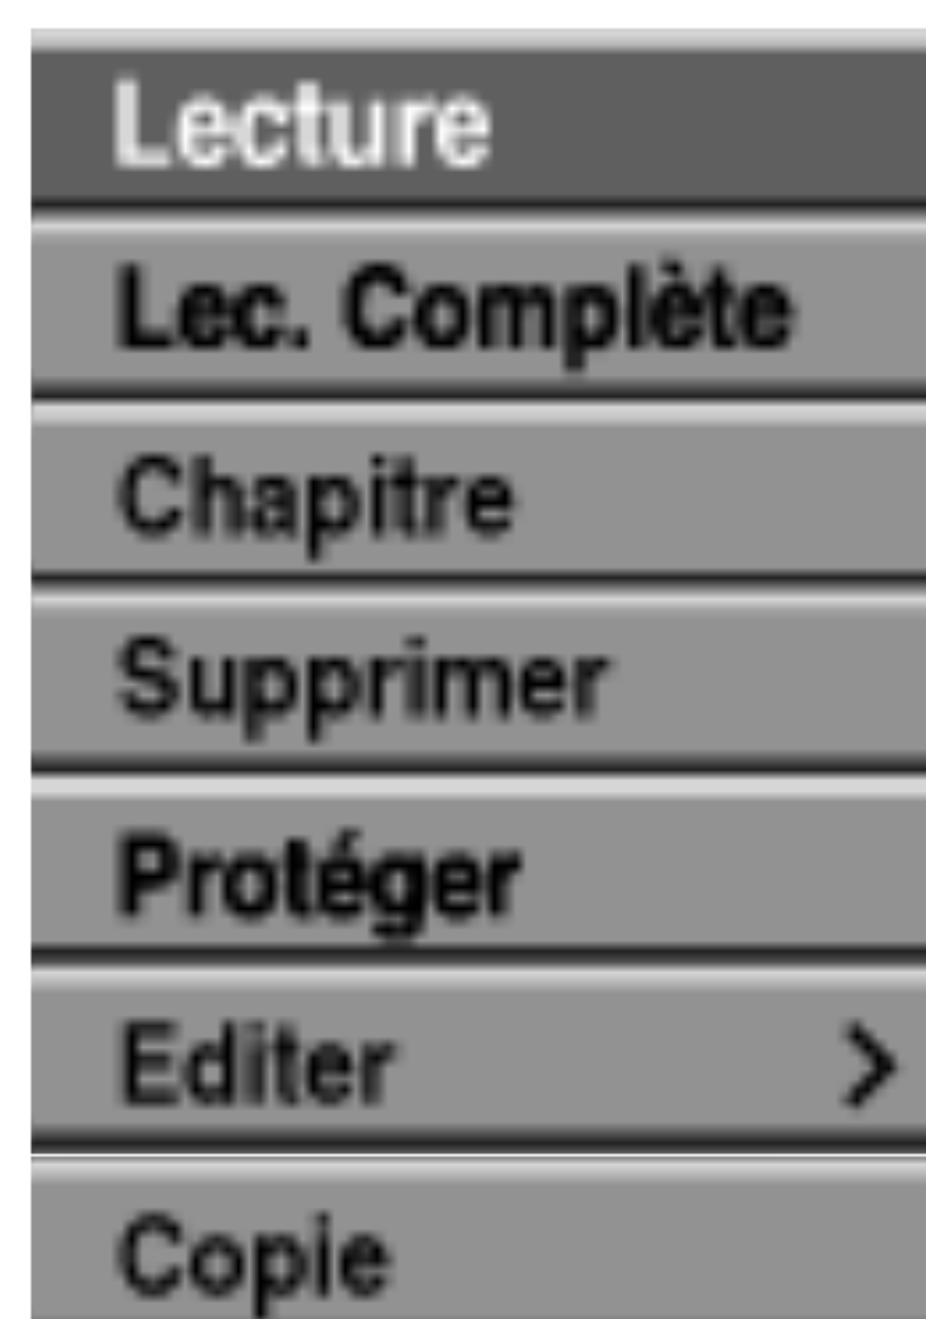 Lecture
Lec. Complète
Chapitre
Supprimer
Protéger
Editer >
Copie